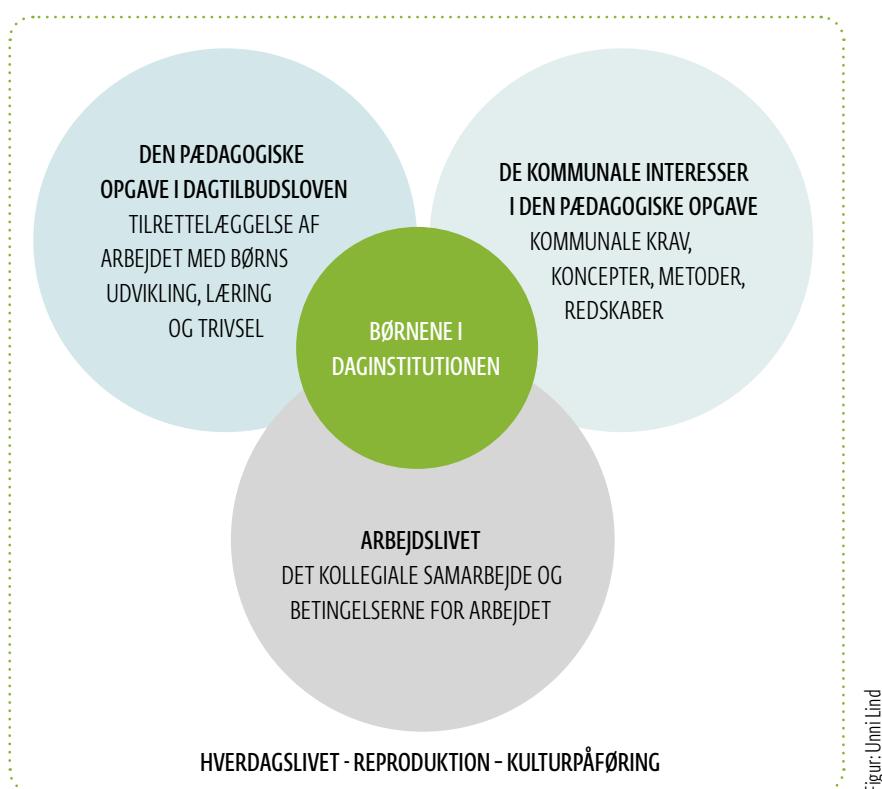 DEN PÆDAGOGISKE
OPGAVE I DAGTILBUDSLOVEN
TILRETTELÆGGELSE AF
ARBEJDET MED BØRNS
UDVIKLING, LÆRING
OG TRIVSEL
DE KOMMUNALE INTERESSER
I DEN PÆDAGOGISKE OPGAVE
KOMMUNALE KRAV,
KONCEPTER, METODER,
REDSKABER
BØRNENE I
DAGINSTITUTIONEN
ARBEJDSLIVET
DET KOLLEGIALE SAMARBEJDE OG
BETINGELSERNE FOR ARBEJDET
HVERDAGSLIVET - REPRODUKTION – KULTURPÅFØRING
Figur: Unni Lind